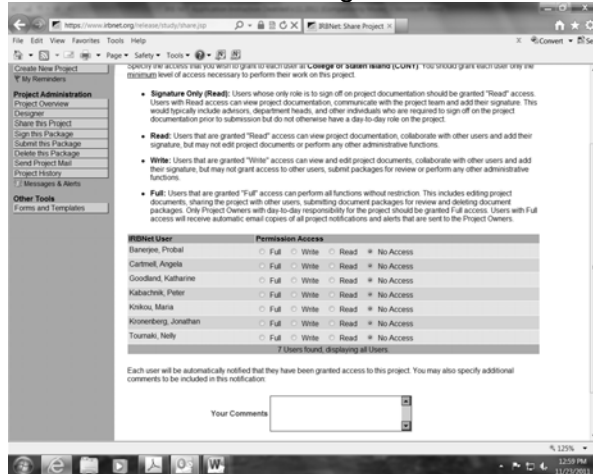 https://www.irbnet.org/release/study/share.jsp
IRBNet Share Project
File Edit View Favorites Tools Help
Convert
Page Safety Tools
Create New Project
My Reminders
Project Administration
Project Overview
Designer
Share this Project
Sign this Package
Submit this Package
Delete this Package
Send Project Mail
Project History
Messages & Alerts
Other Tools
Forms and Templates
Specify the access that you wish to grant to each user at College of Staten Island (CUNY). You should grant each user only the
minimum level of access necessary to perform their work on this project.
Signature Only (Read): Users whose only role is to sign off on project documentation should be granted "Read" access.
Users with Read access can view project documentation, communicate with the project team and add their signature. This
would typically include advisors, department heads, and other individuals who are required to sign off on the project
documentation prior to submission but do not otherwise have a day-to-day role on the project.
Read: Users that are granted "Read" access can view project documentation, collaborate with other users and add their
signature, but may not edit project documents or perform any other administrative functions.
Write: Users that are granted "Write" access can view and edit project documents, collaborate with other users and add
their signature, but may not grant access to other users, submit packages for review or perform any other administrative
functions.
Full: Users that are granted "Full" access can perform all functions without restriction. This includes editing project
documents, sharing the project with other users, submitting document packages for review and deleting document
packages. Only Project Owners with day-to-day responsibility for the project should be granted Full access. Users with Full
access will receive automatic email copies of all project notifications and alerts that are sent to the Project Owners.
IRBNet User Permission Access
Banerjee, Probal Full Write Read No Access
Cartmell, Angela Full Write Read No Access
Goodland, Katharine Full Write Read No Access
Kabachnik, Peter Full Write Read No Access
Knikou, Maria Full Write Read No Access
Kronenberg, Jonathan Full Write Read No Access
Tournaki, Nelly Full Write Read No Access
7 Users found, displaying all Users.
Each user will be automatically notified that they have been granted access to this project. You may also specify additional
comments to be included in this notification:
Your Comments
125%
12:59 PM
11/23/2011